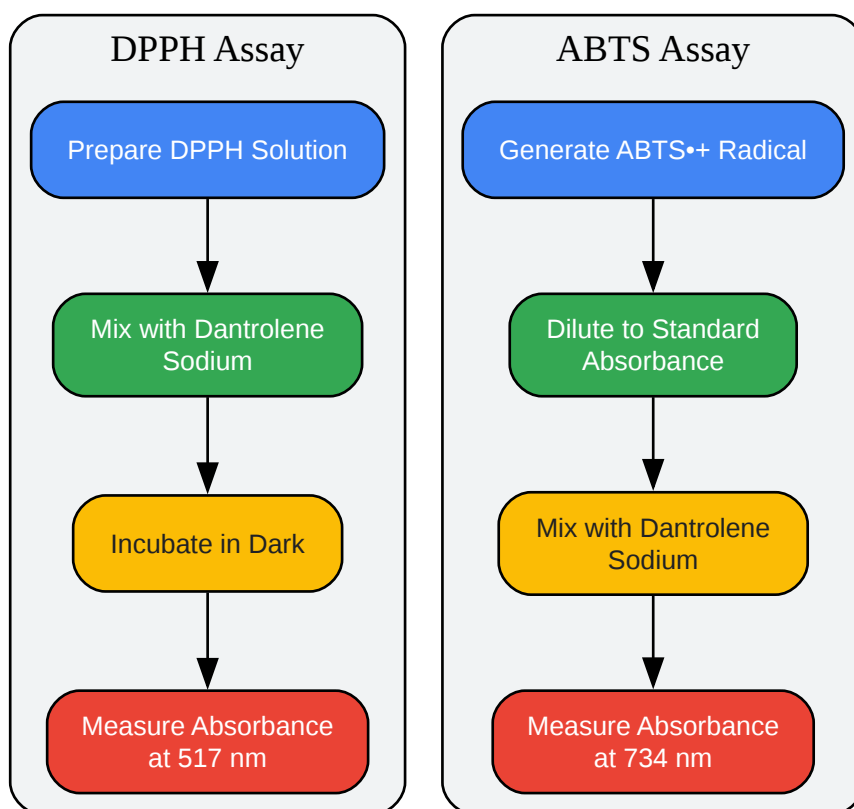 DPPH Assay
Prepare DPPH Solution
Mix with Dantrolene
Sodium
Incubate in Dark
Measure Absorbance
at 517 nm
ABTS Assay
Generate ABTS•+ Radical
Dilute to Standard
Absorbance
Mix with Dantrolene
Sodium
Measure Absorbance
at 734 nm